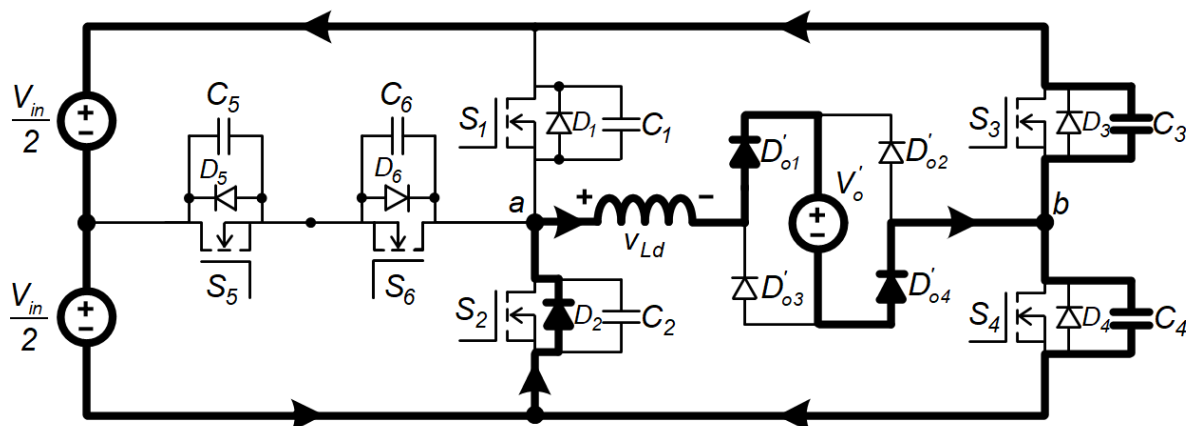 V_in/2
+
-
C_5
D_5
S_5
C_6
D_6
S_6
S_1
D_1
C_1
a
+
-
v_Ld
D'_o1
D'_o2
V'_o
+
-
D'_o3
D'_o4
S_3
D_3
C_3
b
V_in/2
+
-
S_2
D_2
C_2
S_4
D_4
C_4